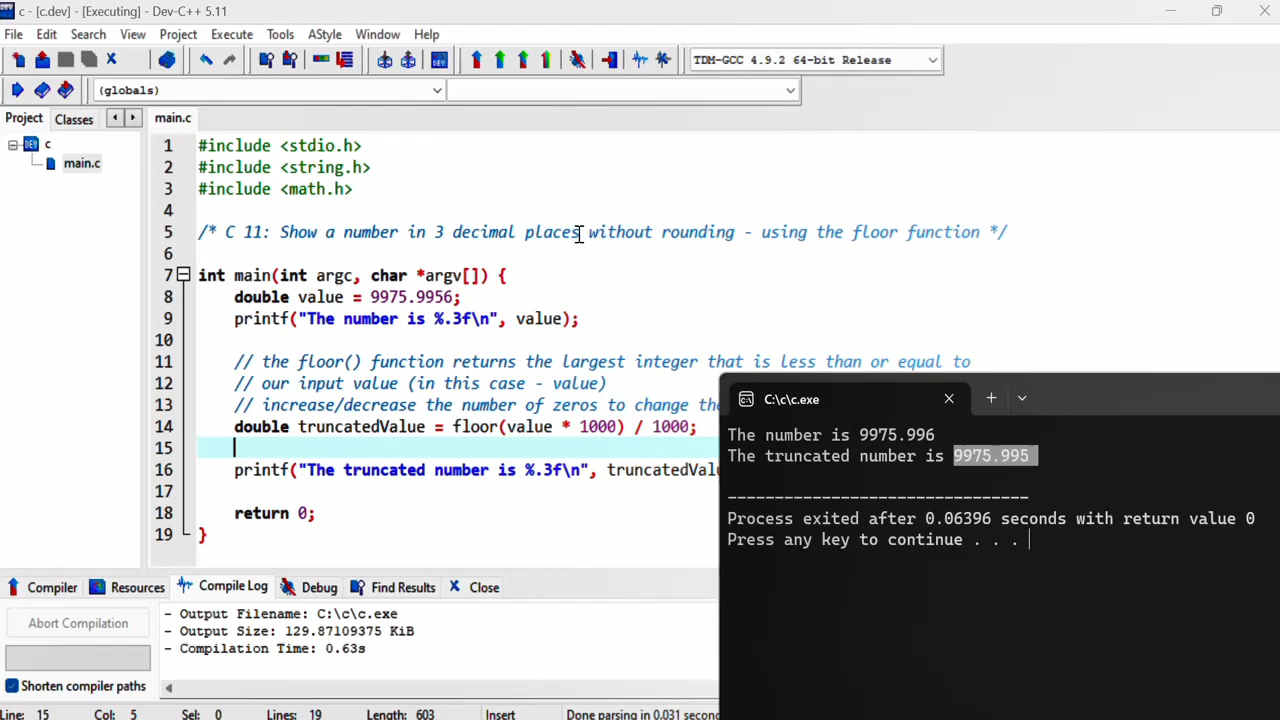 c - [c.dev] - [Executing] - Dev-C++ 5.11
File Edit Search View Project Execute Tools AStyle Window Help
TDM-GCC 4.9.2 64-bit Release
(globals)
Project Classes main.c
c
main.c
1 #include <stdio.h>
2 #include <string.h>
3 #include <math.h>
4
5 /* C 11: Show a number in 3 decimal places without rounding - using the floor function */
6
7 int main(int argc, char *argv[]) {
8 double value = 9975.9956;
9 printf("The number is %.3f\n", value);
10
11 // the floor() function returns the largest integer that is less than or equal to
12 // our input value (in this case - value)
13 // increase/decrease the number of zeros to change the
14 double truncatedValue = floor(value * 1000) / 1000;
15
16 printf("The truncated number is %.3f\n", truncatedValu
17
18 return 0;
19 }
C:\c\c.exe
The number is 9975.996
The truncated number is 9975.995
--------------------------------
Process exited after 0.06396 seconds with return value 0
Press any key to continue . . .
Compiler Resources Compile Log Debug Find Results Close
Abort Compilation
Shorten compiler paths
- Output Filename: C:\c\c.exe
- Output Size: 129.87109375 KiB
- Compilation Time: 0.63s
Line: 15 Col: 5 Sel: 0 Lines: 19 Length: 603 Insert Done parsing in 0.031 second